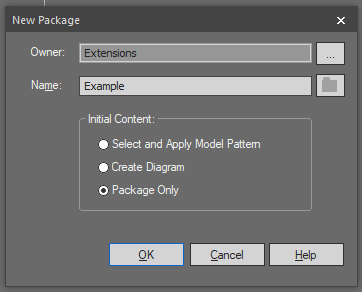 New Package
Owner: Extensions ...
Name: Example
Initial Content:
Select and Apply Model Pattern
Create Diagram
Package Only
OK Cancel Help